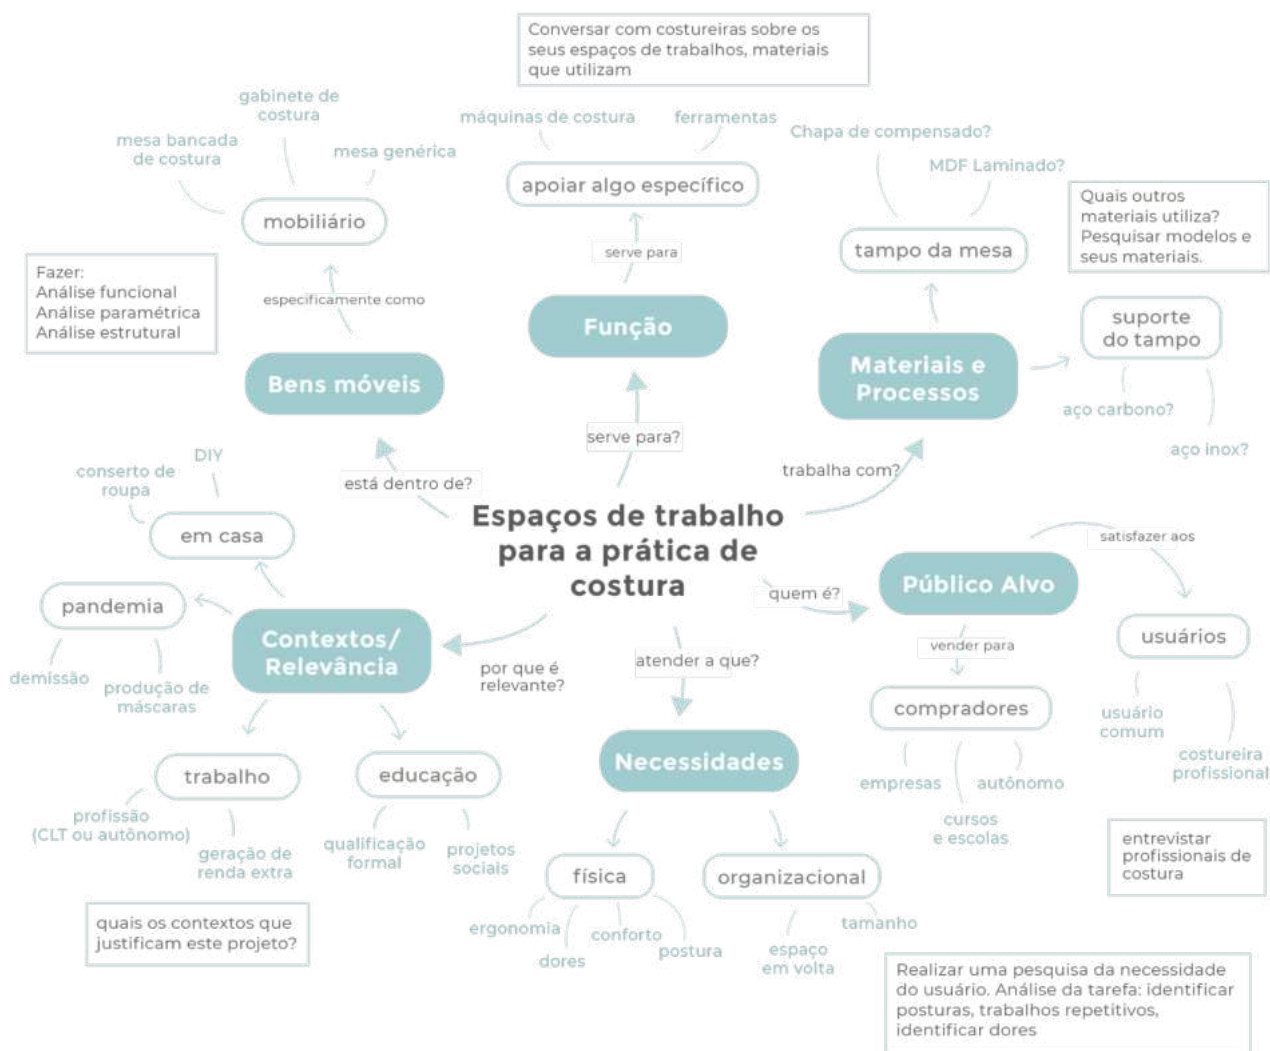 Conversar com costureiras sobre os
seus espaços de trabalhos, materiais
que utilizam
gabinete de
costura
mesa bancada
de costura
mesa genérica
mobiliário
máquinas de costura
ferramentas
apoiar algo específico
serve para
Função
Chapa de compensado?
MDF Laminado?
tampo da mesa
Quais outros
materiais utiliza?
Pesquisar modelos e
seus materiais.
Fazer:
Análise funcional
Análise paramétrica
Análise estrutural
especificamente como
Bens móveis
Materiais e
Processos
suporte
do tampo
aço carbono?
aço inox?
está dentro de?
serve para?
trabalha com?
Espaços de trabalho
para a prática de
costura
DIY
conserto de
roupa
em casa
pandemia
demissão
produção de
máscaras
Contextos/
Relevância
por que é
relevante?
trabalho
profissão
(CLT ou autônomo)
geração de
renda extra
educação
qualificação
formal
projetos
sociais
quais os contextos que
justificam este projeto?
atender a que?
Necessidades
física
ergonomia
dores
conforto
postura
organizacional
espaço
em volta
tamanho
Realizar uma pesquisa da necessidade
do usuário. Análise da tarefa: identificar
posturas, trabalhos repetitivos,
identificar dores
quem é?
Público Alvo
satisfazer aos
usuários
usuário
comum
costureira
profissional
vender para
compradores
empresas
cursos
e escolas
autônomo
entrevistar
profissionais de
costura